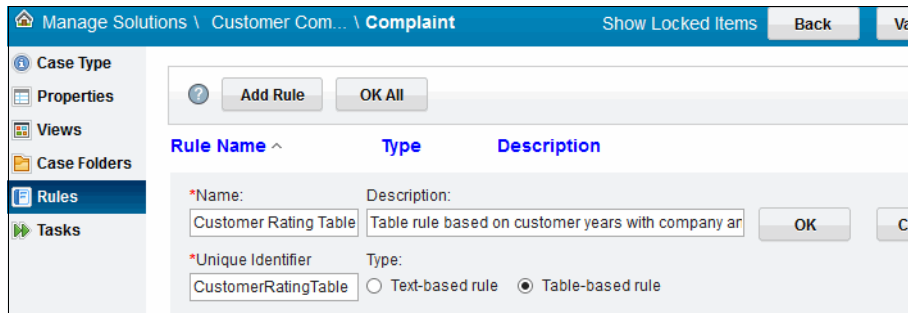 Manage Solutions \ Customer Com... \ Complaint Show Locked Items Back
Case Type
Properties
Views
Case Folders
Rules
Tasks
? Add Rule OK All
Rule Name Type Description
*Name: Description:
Customer Rating Table Table rule based on customer years with company an OK
*Unique Identifier Type:
CustomerRatingTable Text-based rule Table-based rule